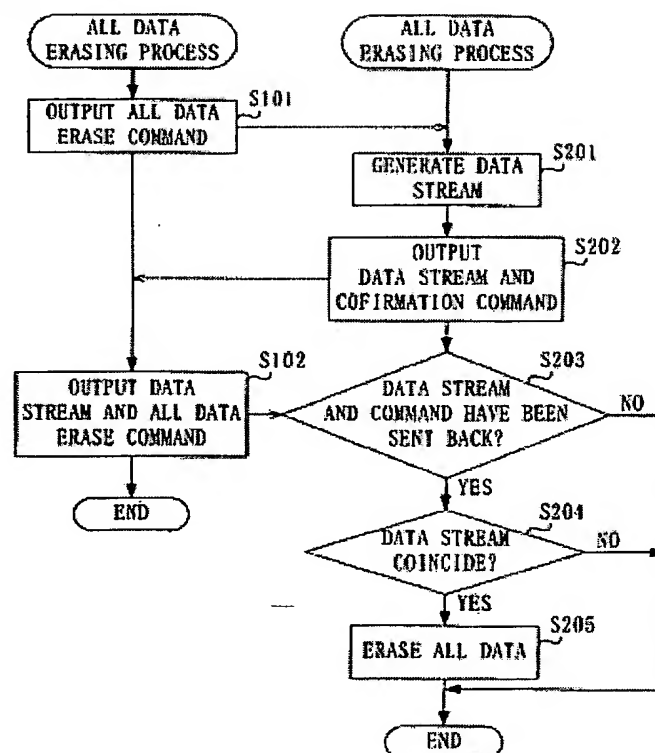 ALL DATA
ERASING PROCESS
ALL DATA
ERASING PROCESS
S101
OUTPUT ALL DATA
ERASE COMMAND
S201
GENERATE DATA
STREAM
S202
OUTPUT
DATA STREAM AND
COFIRMATION COMMAND
S102
OUTPUT DATA
STREAM AND ALL DATA
ERASE COMMAND
S203
DATA STREAM
AND COMMAND HAVE BEEN
SENT BACK?
NO
YES
END
S204
DATA STREAM
COINCIDE?
NO
YES
S205
ERASE ALL DATA
END